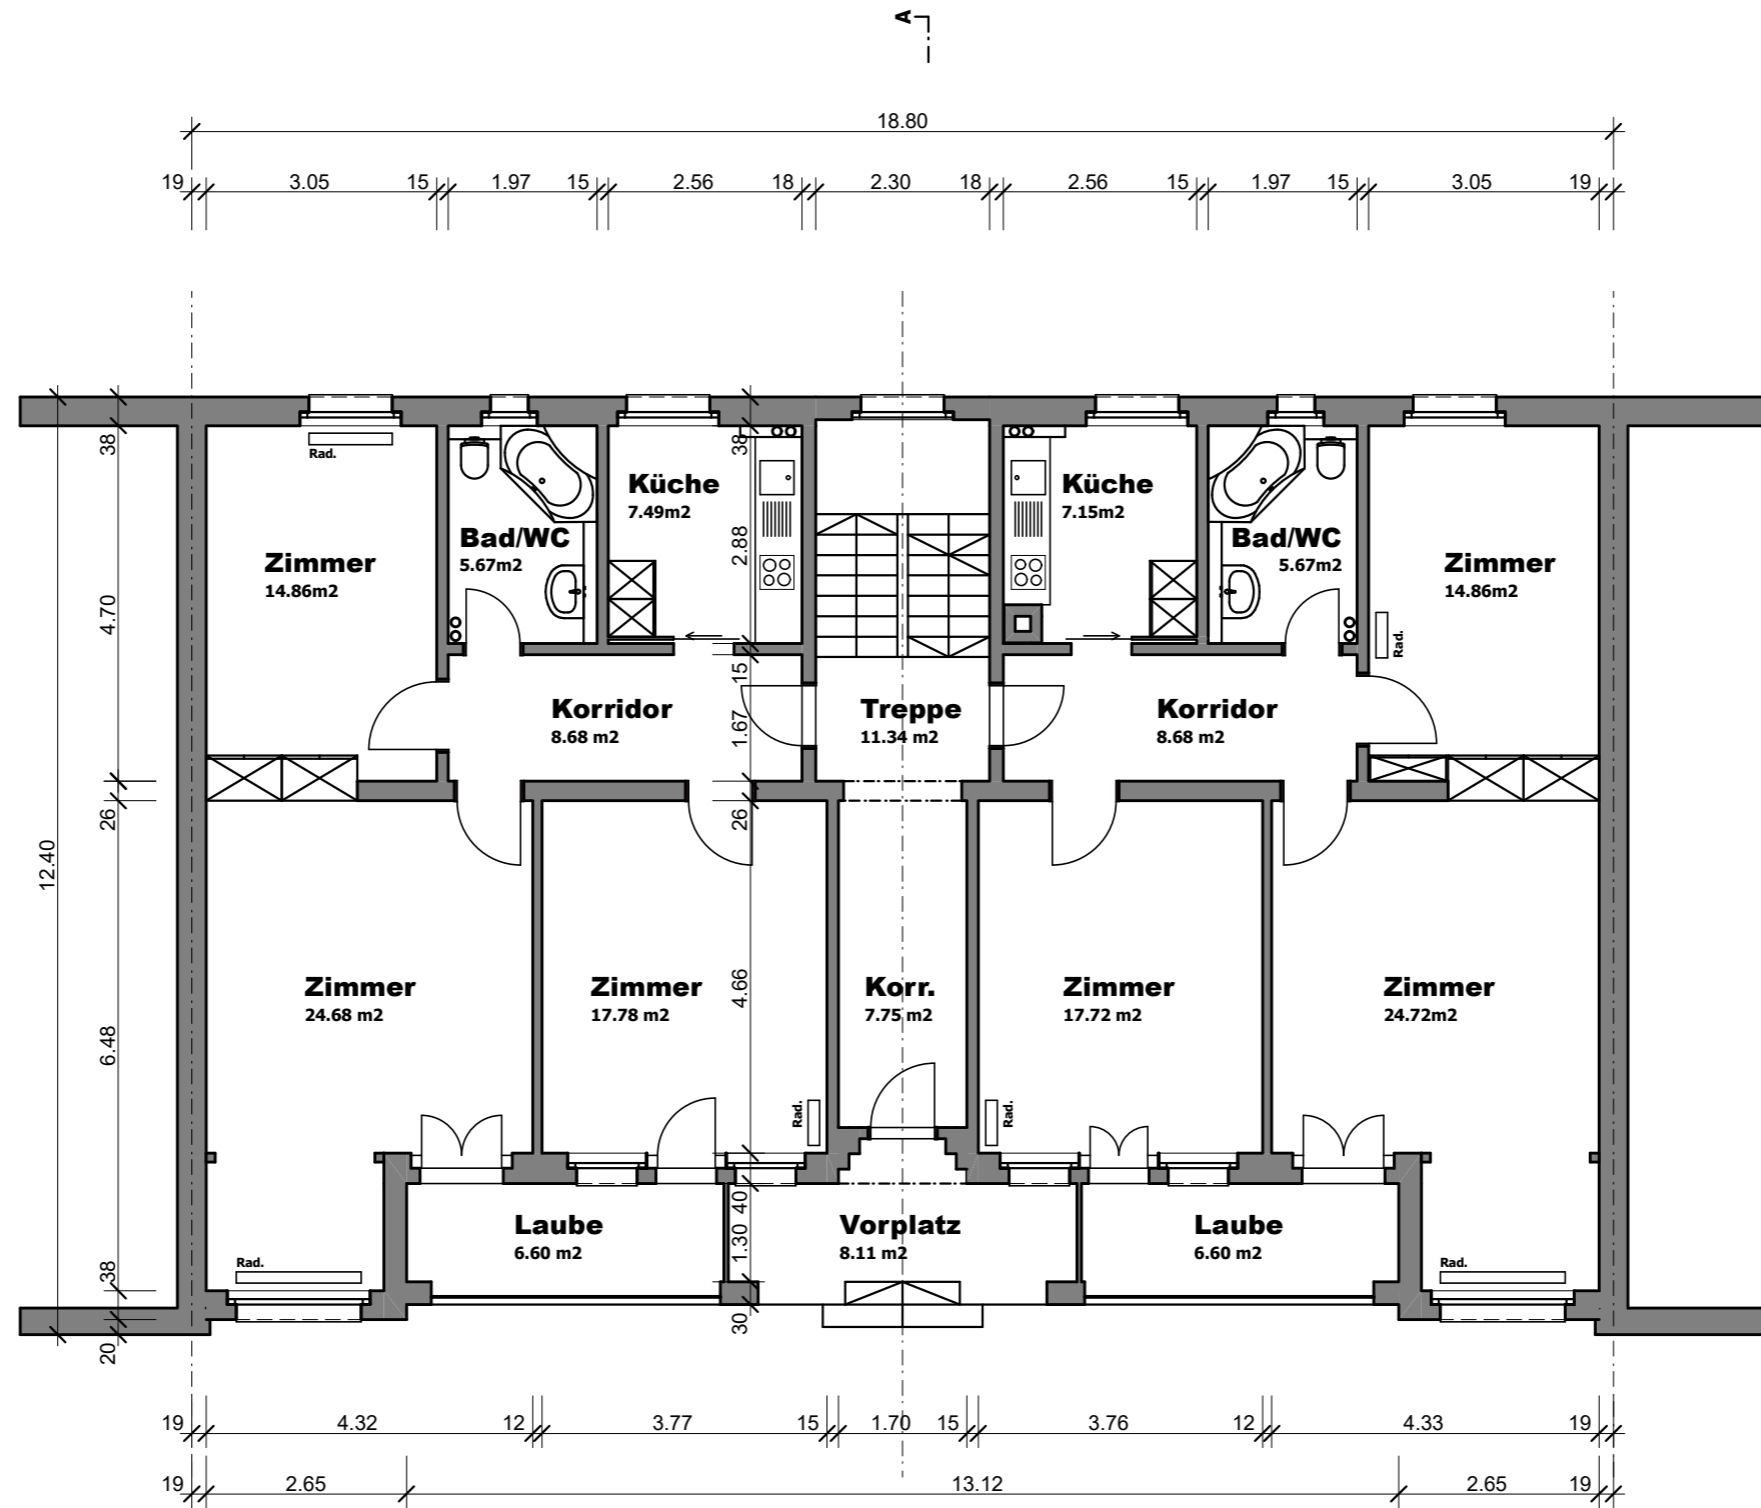 A
18.80
19 3.05 15 1.97 15 2.56 18 2.30 18 2.56 15 1.97 15 3.05 19
38
4.70
26
12.40
6.48
38
20
38
2.88
15
1.67
26
4.66
40
1.30
30
Rad.
Küche
7.49m2
Küche
7.15m2
Bad/WC
5.67m2
Bad/WC
5.67m2
Zimmer
14.86m2
Zimmer
14.86m2
Rad.
Korridor
8.68 m2
Treppe
11.34 m2
Korridor
8.68 m2
Zimmer
24.68 m2
Zimmer
17.78 m2
Korr.
7.75 m2
Zimmer
17.72 m2
Zimmer
24.72m2
Rad.
Rad.
Laube
6.60 m2
Vorplatz
8.11 m2
Laube
6.60 m2
Rad.
Rad.
19 4.32 12 3.77 15 1.70 15 3.76 12 4.33 19
19 2.65 13.12 2.65 19